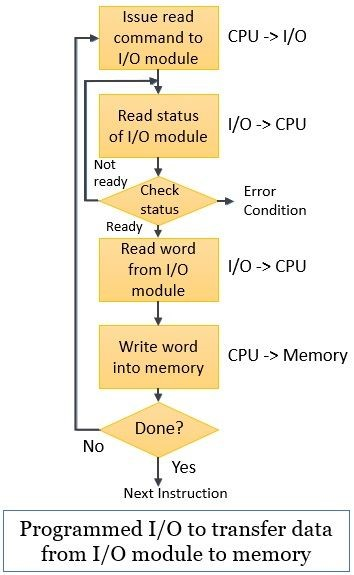 Issue read
command to
I/O module
CPU -> I/O
Read status
of I/O module
I/O -> CPU
Not
ready
Check
status
Error
Condition
Ready
Read word
from I/O
module
I/O -> CPU
Write word
into memory
CPU -> Memory
Done?
No
Yes
Next Instruction
Programmed I/O to transfer data
from I/O module to memory